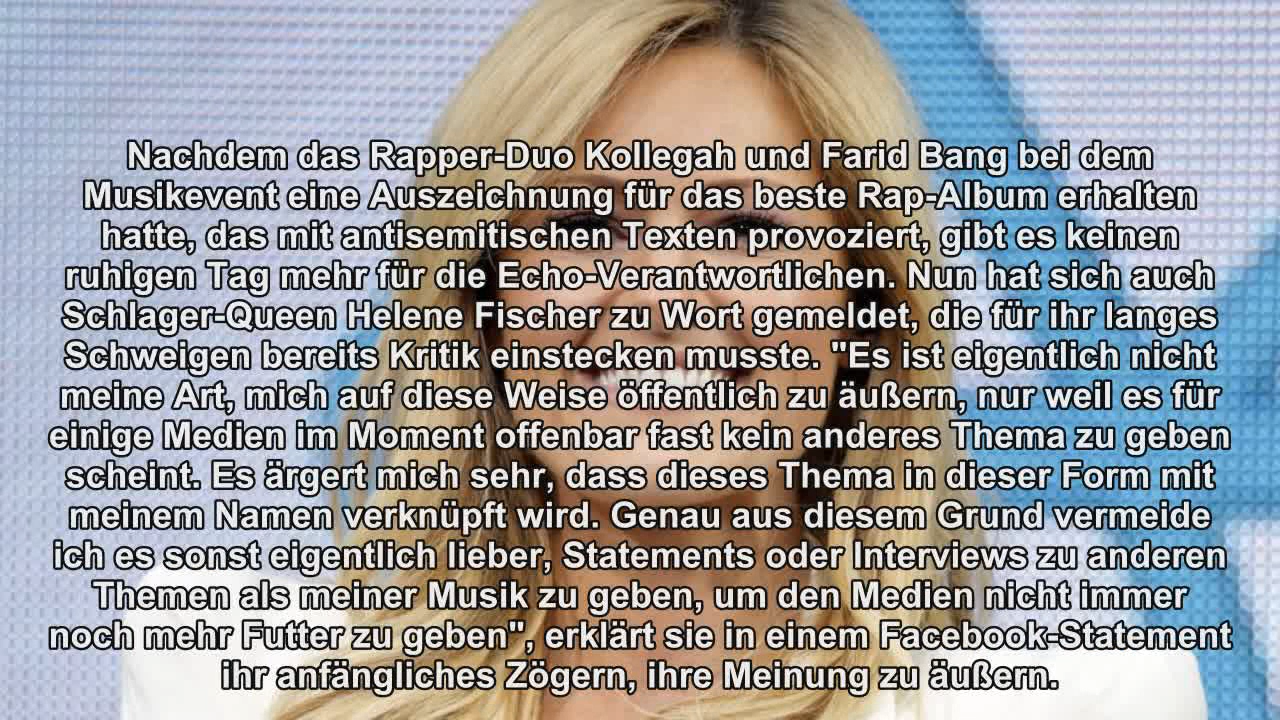 Nachdem das Rapper-Duo Kollegah und Farid Bang bei dem
Musikevent eine Auszeichnung für das beste Rap-Album erhalten
hatte, das mit antisemitischen Texten provoziert, gibt es keinen
ruhigen Tag mehr für die Echo-Verantwortlichen. Nun hat sich auch
Schlager-Queen Helene Fischer zu Wort gemeldet, die für ihr langes
Schweigen bereits Kritik einstecken musste. "Es ist eigentlich nicht
meine Art, mich auf diese Weise öffentlich zu äußern, nur weil es für
einige Medien im Moment offenbar fast kein anderes Thema zu geben
scheint. Es ärgert mich sehr, dass dieses Thema in dieser Form mit
meinem Namen verknüpft wird. Genau aus diesem Grund vermeide
ich es sonst eigentlich lieber, Statements oder Interviews zu anderen
Themen als meiner Musik zu geben, um den Medien nicht immer
noch mehr Futter zu geben", erklärt sie in einem Facebook-Statement
ihr anfängliches Zögern, ihre Meinung zu äußern.